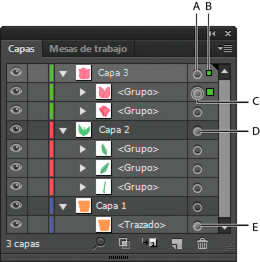 A B
Capas Mesas de trabajo
Capa 3
<Grupo>
<Grupo>
C
Capa 2
D
<Grupo>
<Grupo>
<Grupo>
Capa 1
<Trazado>
E
3 capas